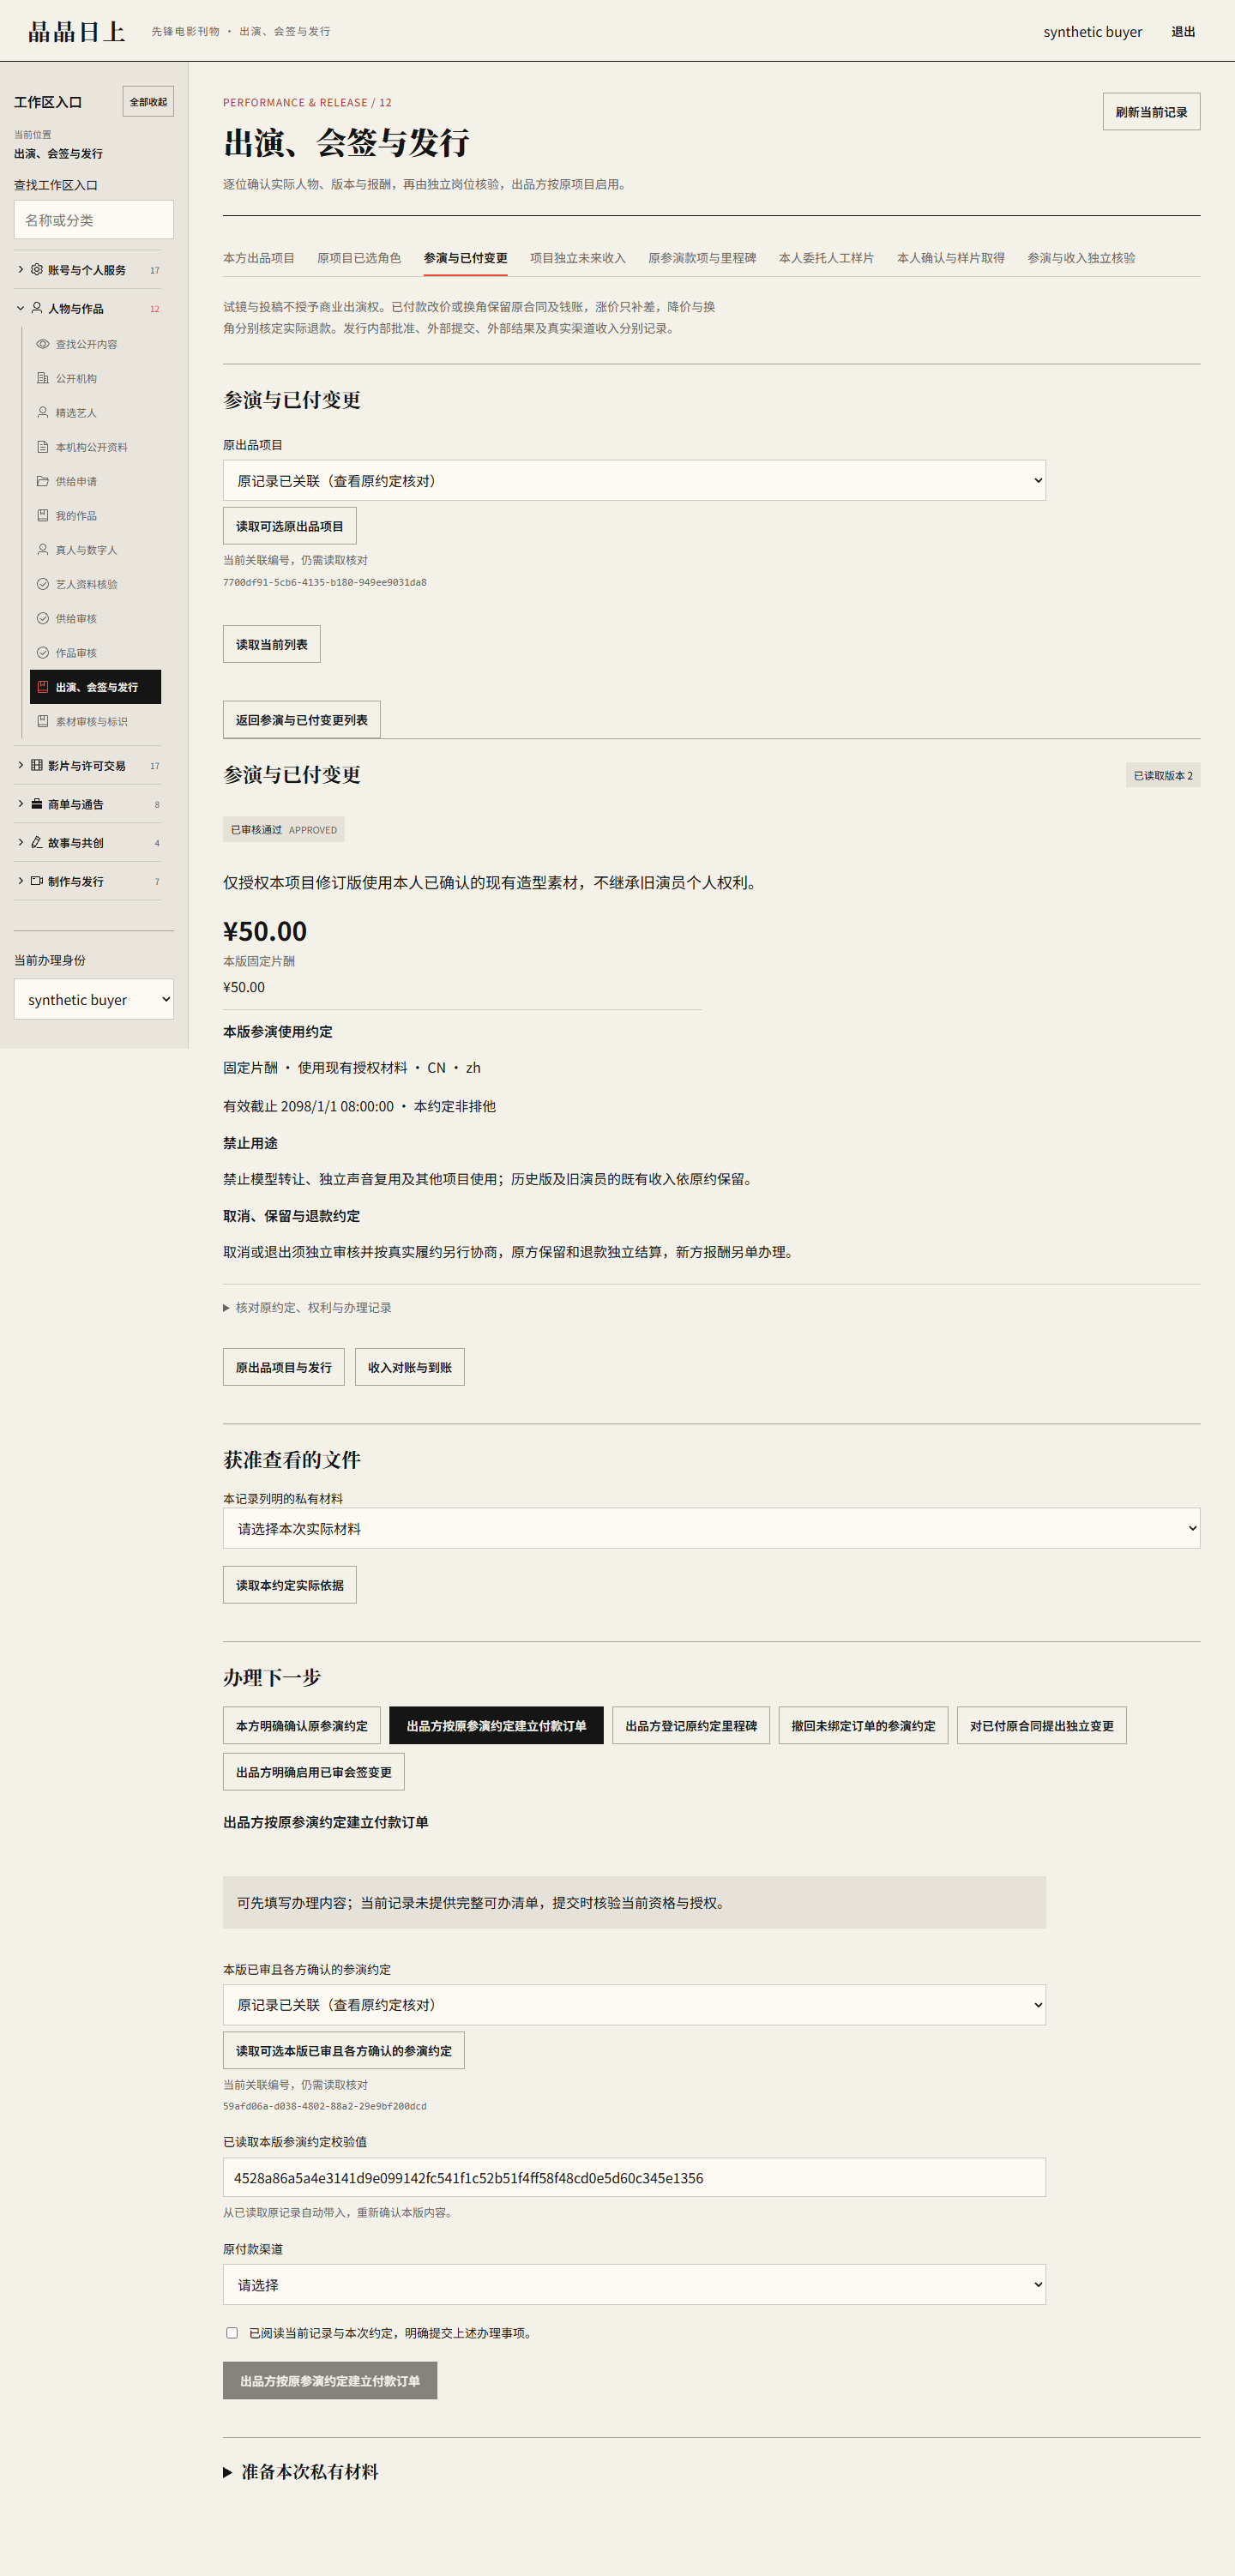 晶晶日上
先锋电影刊物 · 出演、会签与发行
synthetic buyer
退出
工作区入口
全部收起
当前位置
出演、会签与发行
查找工作区入口
名称或分类
账号与个人服务 17
人物与作品 12
查找公开内容
公开机构
精选艺人
本机构公开资料
供给申请
我的作品
真人与数字人
艺人资料核验
供给审核
作品审核
出演、会签与发行
素材审核与标识
影片与许可交易 17
商单与通告 8
故事与共创 4
制作与发行 7
当前办理身份
synthetic buyer
PERFORMANCE & RELEASE / 12
出演、会签与发行
刷新当前记录
逐位确认实际人物、版本与报酬，再由独立岗位核验，出品方按原项目启用。
本方出品项目 原项目已选角色 参演与已付变更 项目独立未来收入 原参演款项与里程碑 本人委托人工样片 本人确认与样片取得 参演与收入独立核验
试镜与投稿不授予商业出演权。已付款改价或换角保留原合同及钱账，涨价只补差，降价与换
角分别核定实际退款。发行内部批准、外部提交、外部结果及真实渠道收入分别记录。
参演与已付变更
原出品项目
原记录已关联（查看原约定核对）
读取可选原出品项目
当前关联编号，仍需读取核对
7700df91-5cb6-4135-b180-949ee9031da8
读取当前列表
返回参演与已付变更列表
参演与已付变更
已读取版本 2
已审核通过 APPROVED
仅授权本项目修订版使用本人已确认的现有造型素材，不继承旧演员个人权利。
¥50.00
本版固定片酬
¥50.00
本版参演使用约定
固定片酬 · 使用现有授权材料 · CN · zh
有效截止 2098/1/1 08:00:00 · 本约定非排他
禁止用途
禁止模型转让、独立声音复用及其他项目使用；历史版及旧演员的既有收入依原约保留。
取消、保留与退款约定
取消或退出须独立审核并按真实履约另行协商，原方保留和退款独立结算，新方报酬另单办理。
核对原约定、权利与办理记录
原出品项目与发行
收入对账与到账
获准查看的文件
本记录列明的私有材料
请选择本次实际材料
读取本约定实际依据
办理下一步
本方明确确认原参演约定
出品方按原参演约定建立付款订单
出品方登记原约定里程碑
撤回未绑定订单的参演约定
对已付原合同提出独立变更
出品方明确启用已审会签变更
出品方按原参演约定建立付款订单
可先填写办理内容；当前记录未提供完整可办清单，提交时核验当前资格与授权。
本版已审且各方确认的参演约定
原记录已关联（查看原约定核对）
读取可选本版已审且各方确认的参演约定
当前关联编号，仍需读取核对
59afd06a-d038-4802-88a2-29e9bf200dcd
已读取本版参演约定校验值
4528a86a5a4e3141d9e099142fc541f1c52b51f4ff58f48cd0e5d60c345e1356
从已读取原记录自动带入，重新确认本版内容。
原付款渠道
请选择
已阅读当前记录与本次约定，明确提交上述办理事项。
出品方按原参演约定建立付款订单
准备本次私有材料